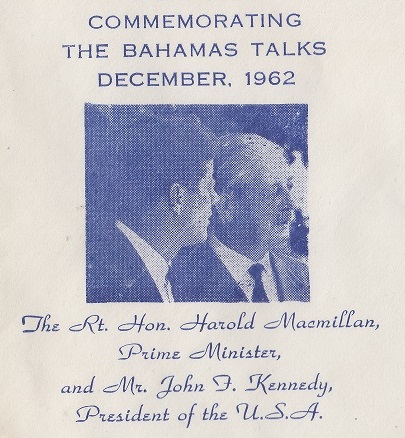 COMMEMORATING
THE BAHAMAS TALKS
DECEMBER, 1962
The Rt. Hon. Harold Macmillan,
Prime Minister,
and Mr. John F. Kennedy,
President of the U.S.A.